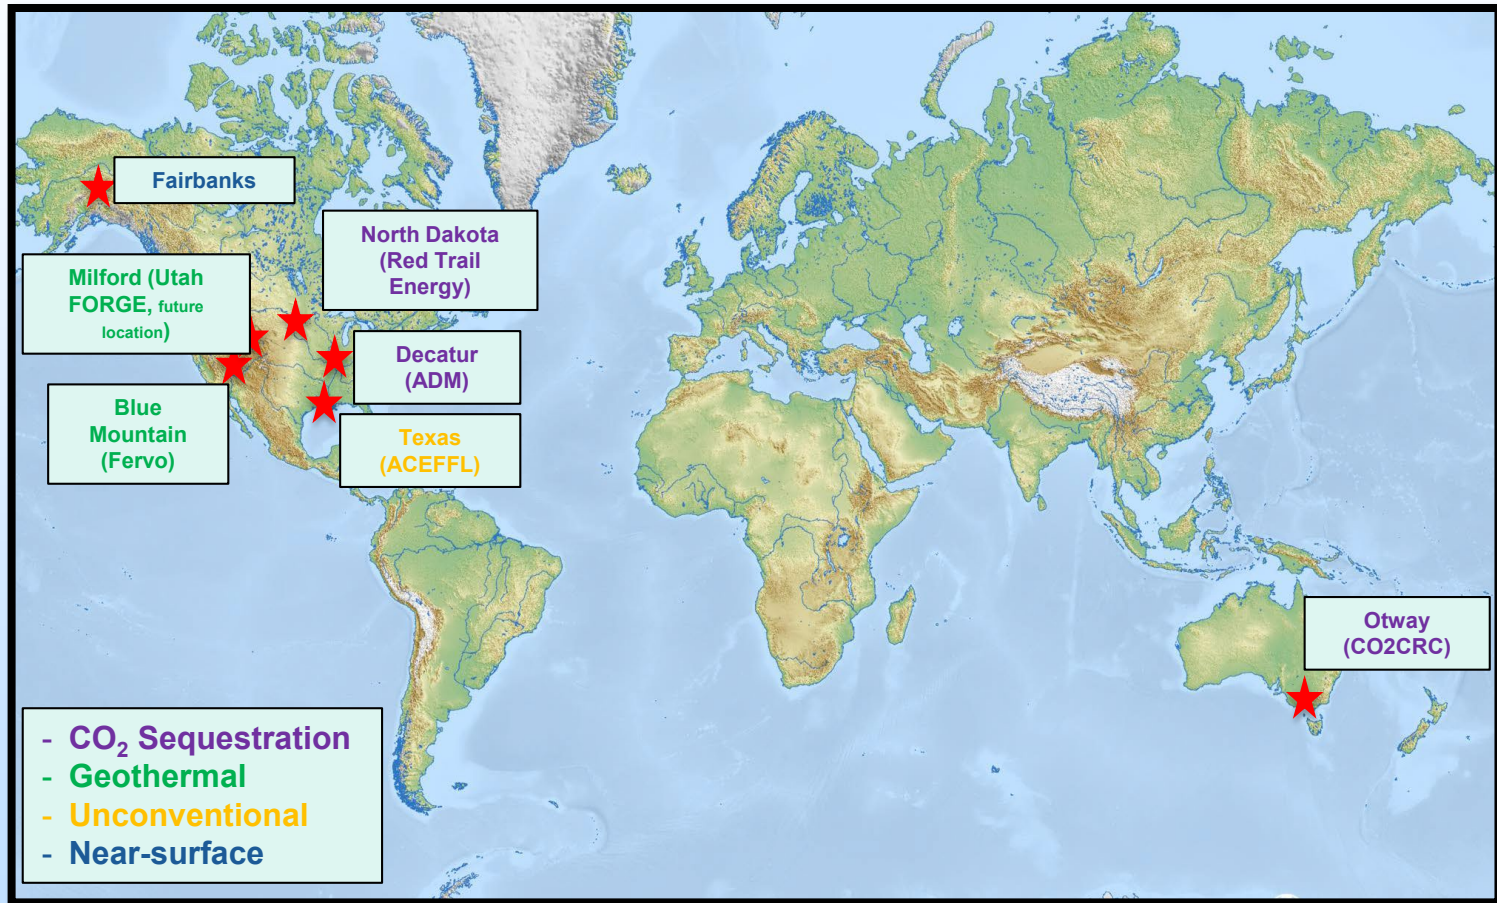 Fairbanks
North Dakota
(Red Trail
Energy)
Milford (Utah
FORGE, future
location)
Decatur
(ADM)
Blue
Mountain
(Fervo)
Texas
(ACEFFL)
Otway
(CO2CRC)
- CO₂ Sequestration
- Geothermal
- Unconventional
- Near-surface